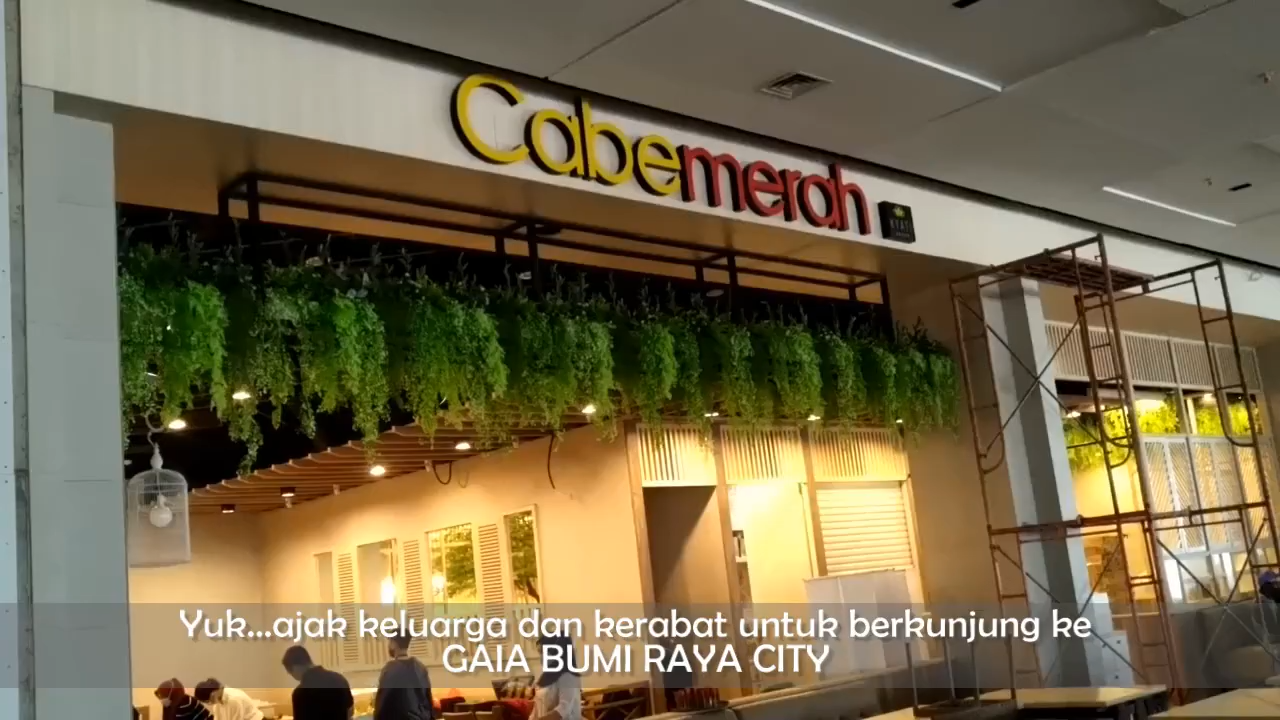 Cabemerah
Yuk...ajak keluarga dan kerabat untuk berkunjung ke
GAIA BUMI RAYA CITY